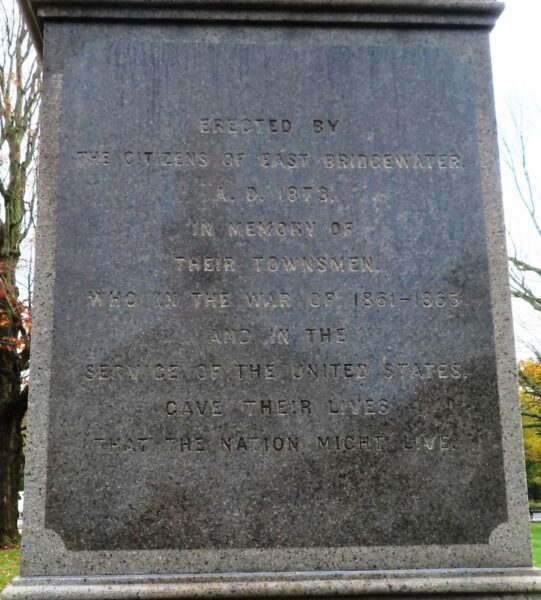 ERECTED BY
THE CITIZENS OF EAST BRIDGEWATER.
A. D. 1873.
IN MEMORY OF
THEIR TOWNSMEN.
WHO IN THE WAR OF 1861–1865
AND IN THE
SERVICE OF THE UNITED STATES.
GAVE THEIR LIVES
THAT THE NATION MIGHT LIVE.